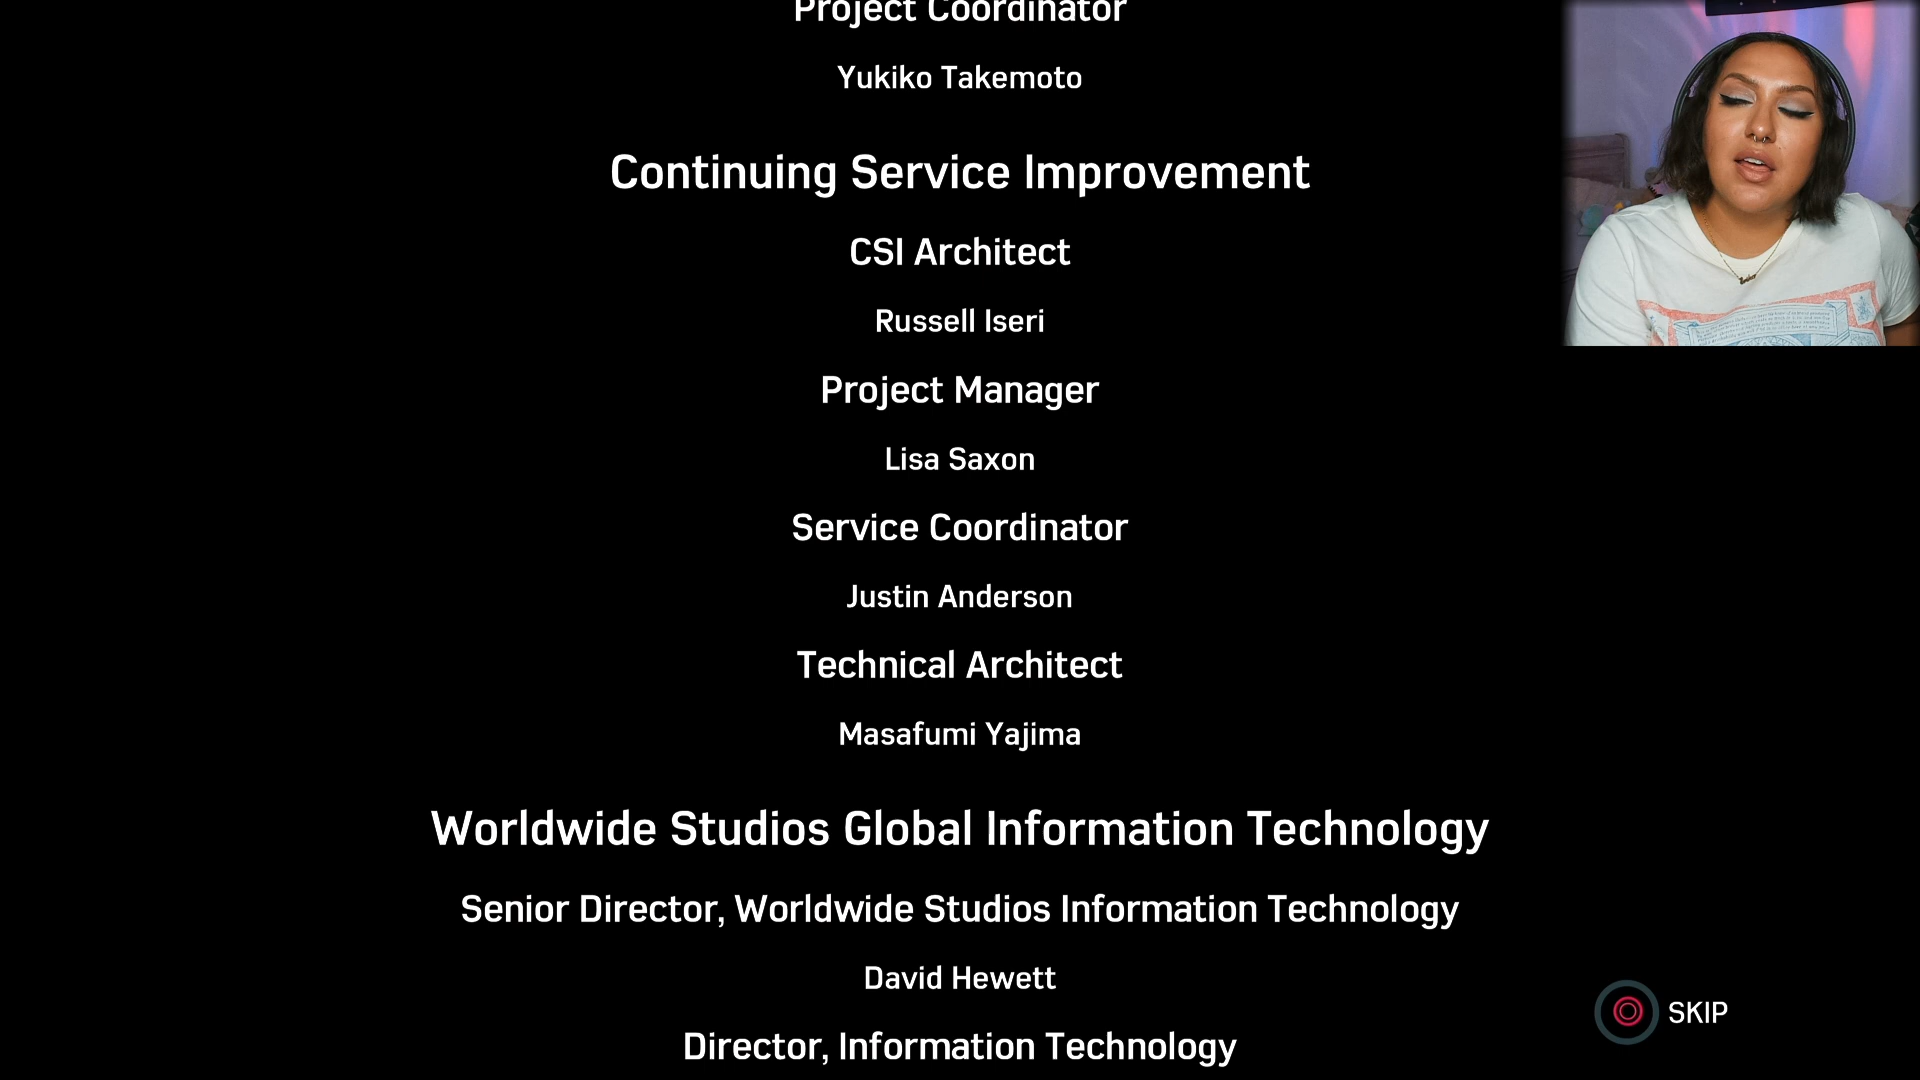 Project Coordinator
Yukiko Takemoto
Continuing Service Improvement
CSI Architect
Russell Iseri
Project Manager
Lisa Saxon
Service Coordinator
Justin Anderson
Technical Architect
Masafumi Yajima
Worldwide Studios Global Information Technology
Senior Director, Worldwide Studios Information Technology
David Hewett
Director, Information Technology
SKIP